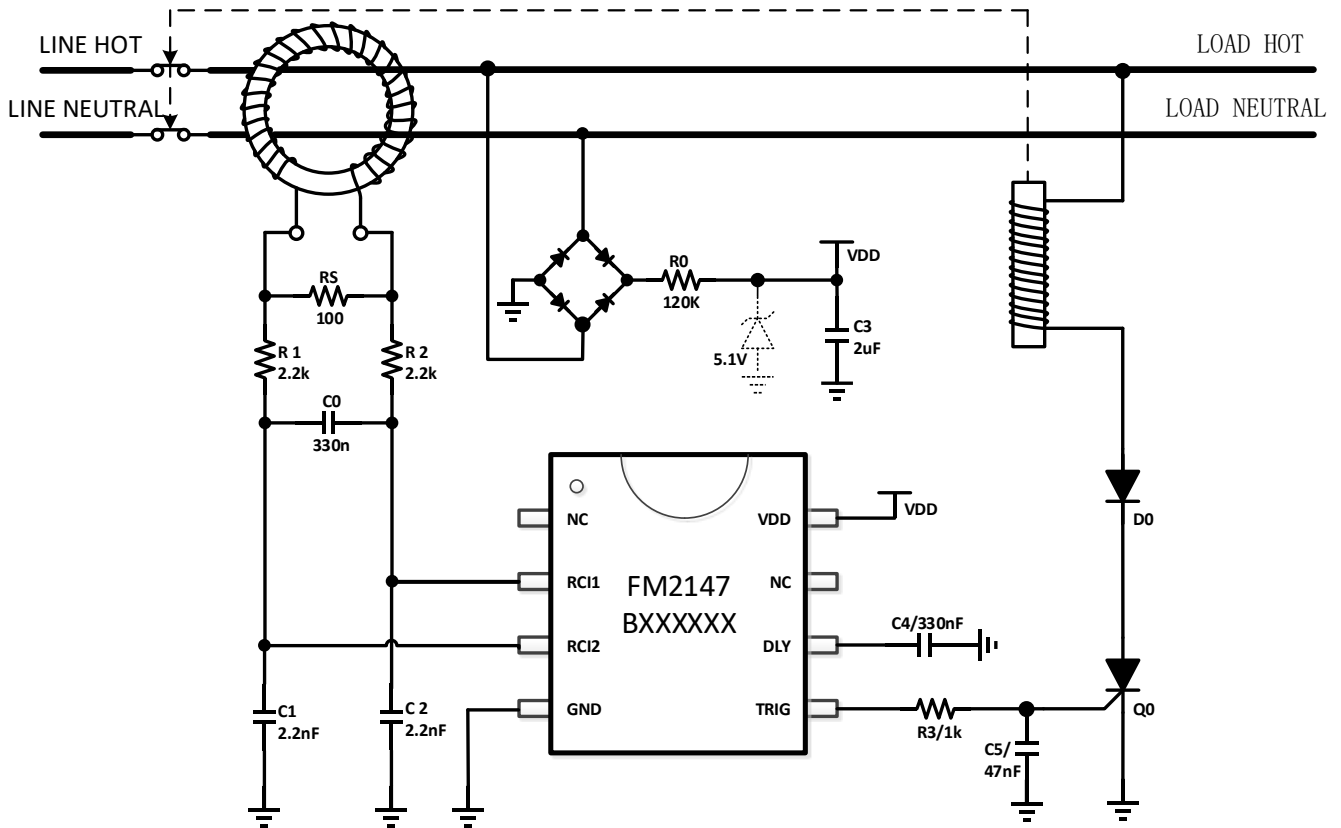 LINE HOT
LOAD HOT
LINE NEUTRAL
LOAD NEUTRAL
RS
100
R0
120K
VDD
R 1
2.2k
R 2
2.2k
5.1V
C3
2uF
C0
330n
NC
VDD
VDD
D0
RCI1
FM2147
BXXXXXX
NC
RCI2
DLY
C4/330nF
C1
2.2nF
C 2
2.2nF
GND
TRIG
R3/1k
Q0
C5/
47nF